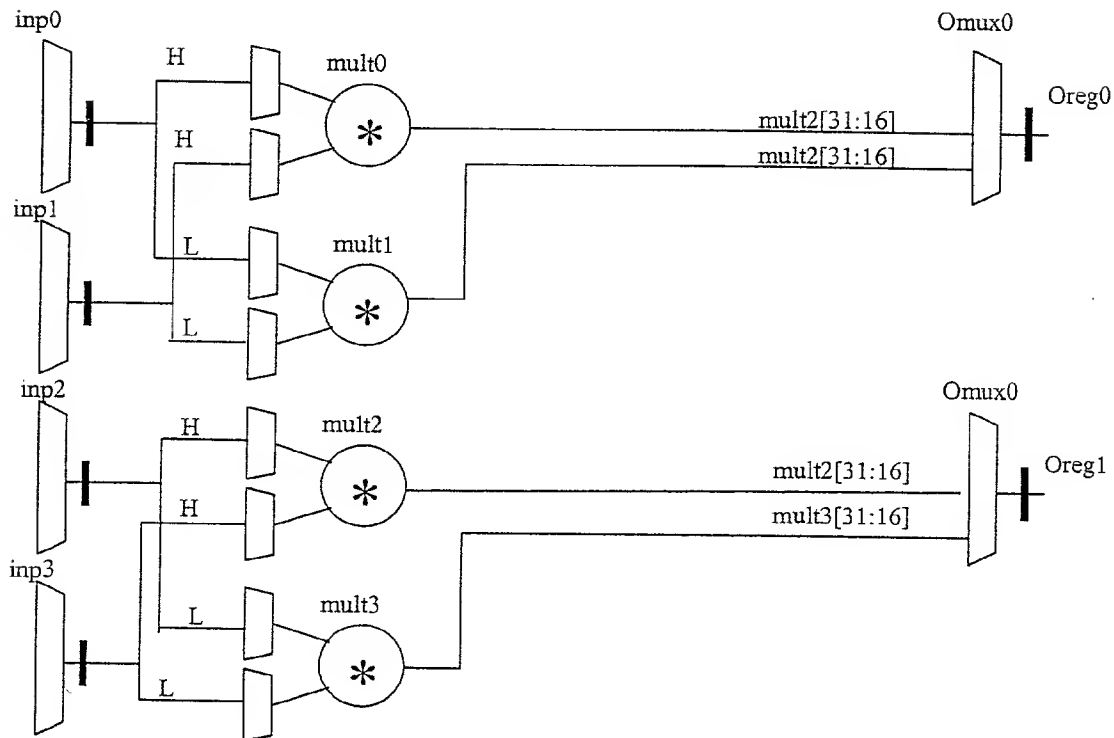 inp0
Omux0
H
mult0
Oreg0
mult2[31:16]
H
mult2[31:16]
inp1
L
mult1
L
inp2
Omux0
H
mult2
mult2[31:16]
Oreg1
H
mult3[31:16]
inp3
L
mult3
L
*
*
*
*